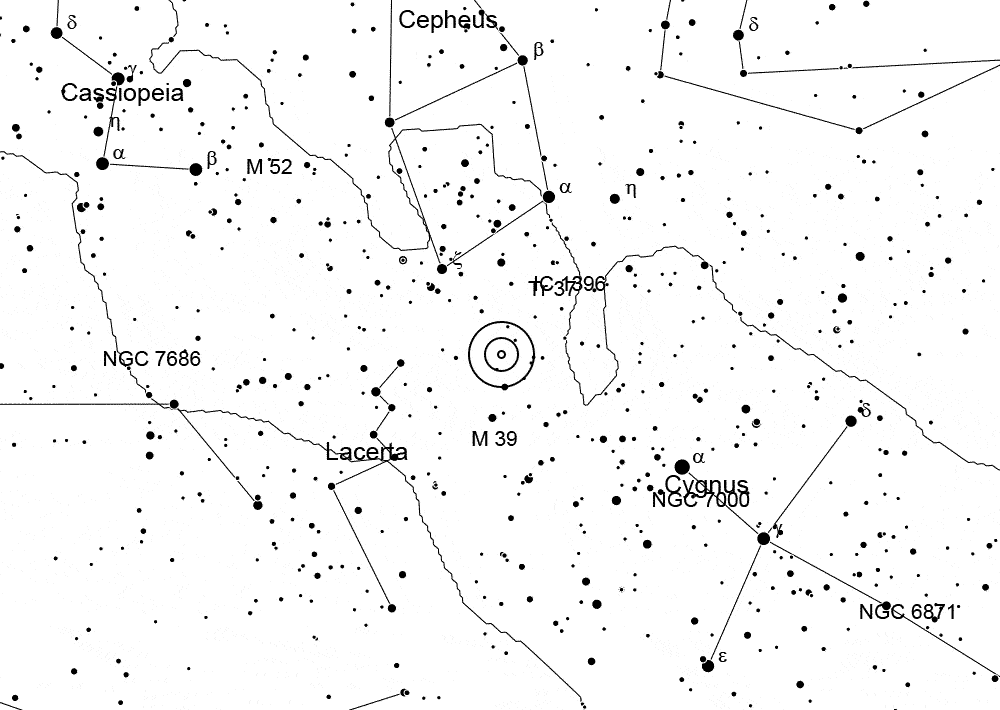 δ
Cepheus
δ
β
γ
Cassiopeia
η
α
β
M 52
α
η
ξ
IC 1396
Tr 37
NGC 7686
δ
M 39
Lacerta
α
Cygnus
NGC 7000
γ
NGC 6871
ε